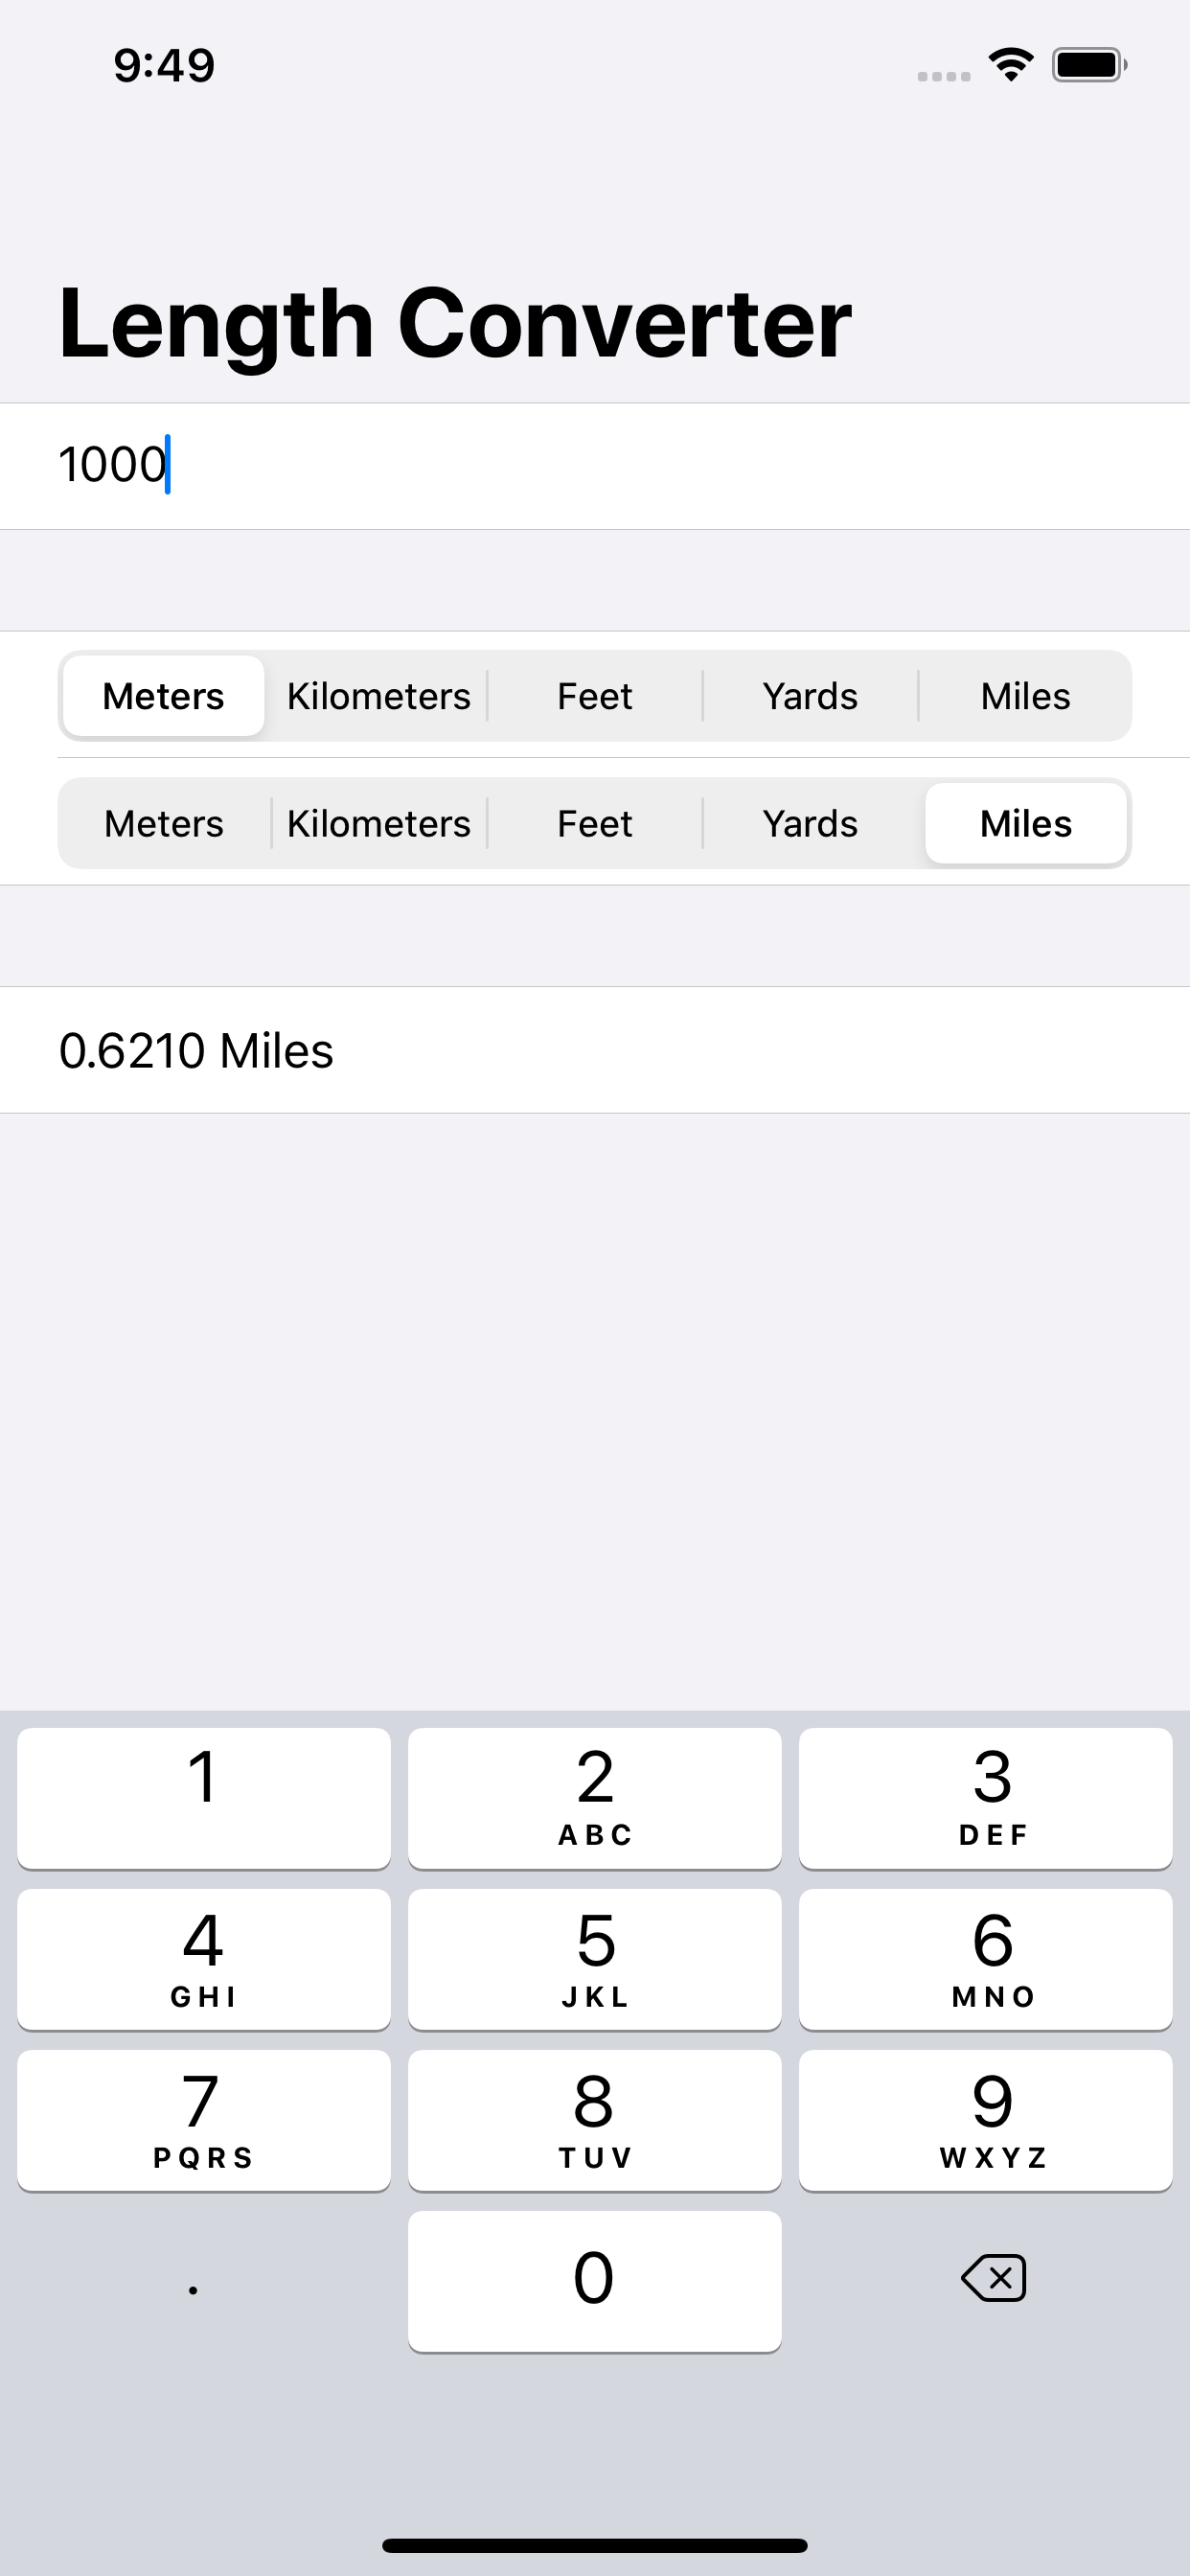 9:49
Length Converter
1000
Meters Kilometers Feet Yards Miles
Meters Kilometers Feet Yards Miles
0.6210 Miles
1 2 3
ABC DEF
4 5 6
GHI JKL MNO
7 8 9
PQRS TUV WXYZ
. 0